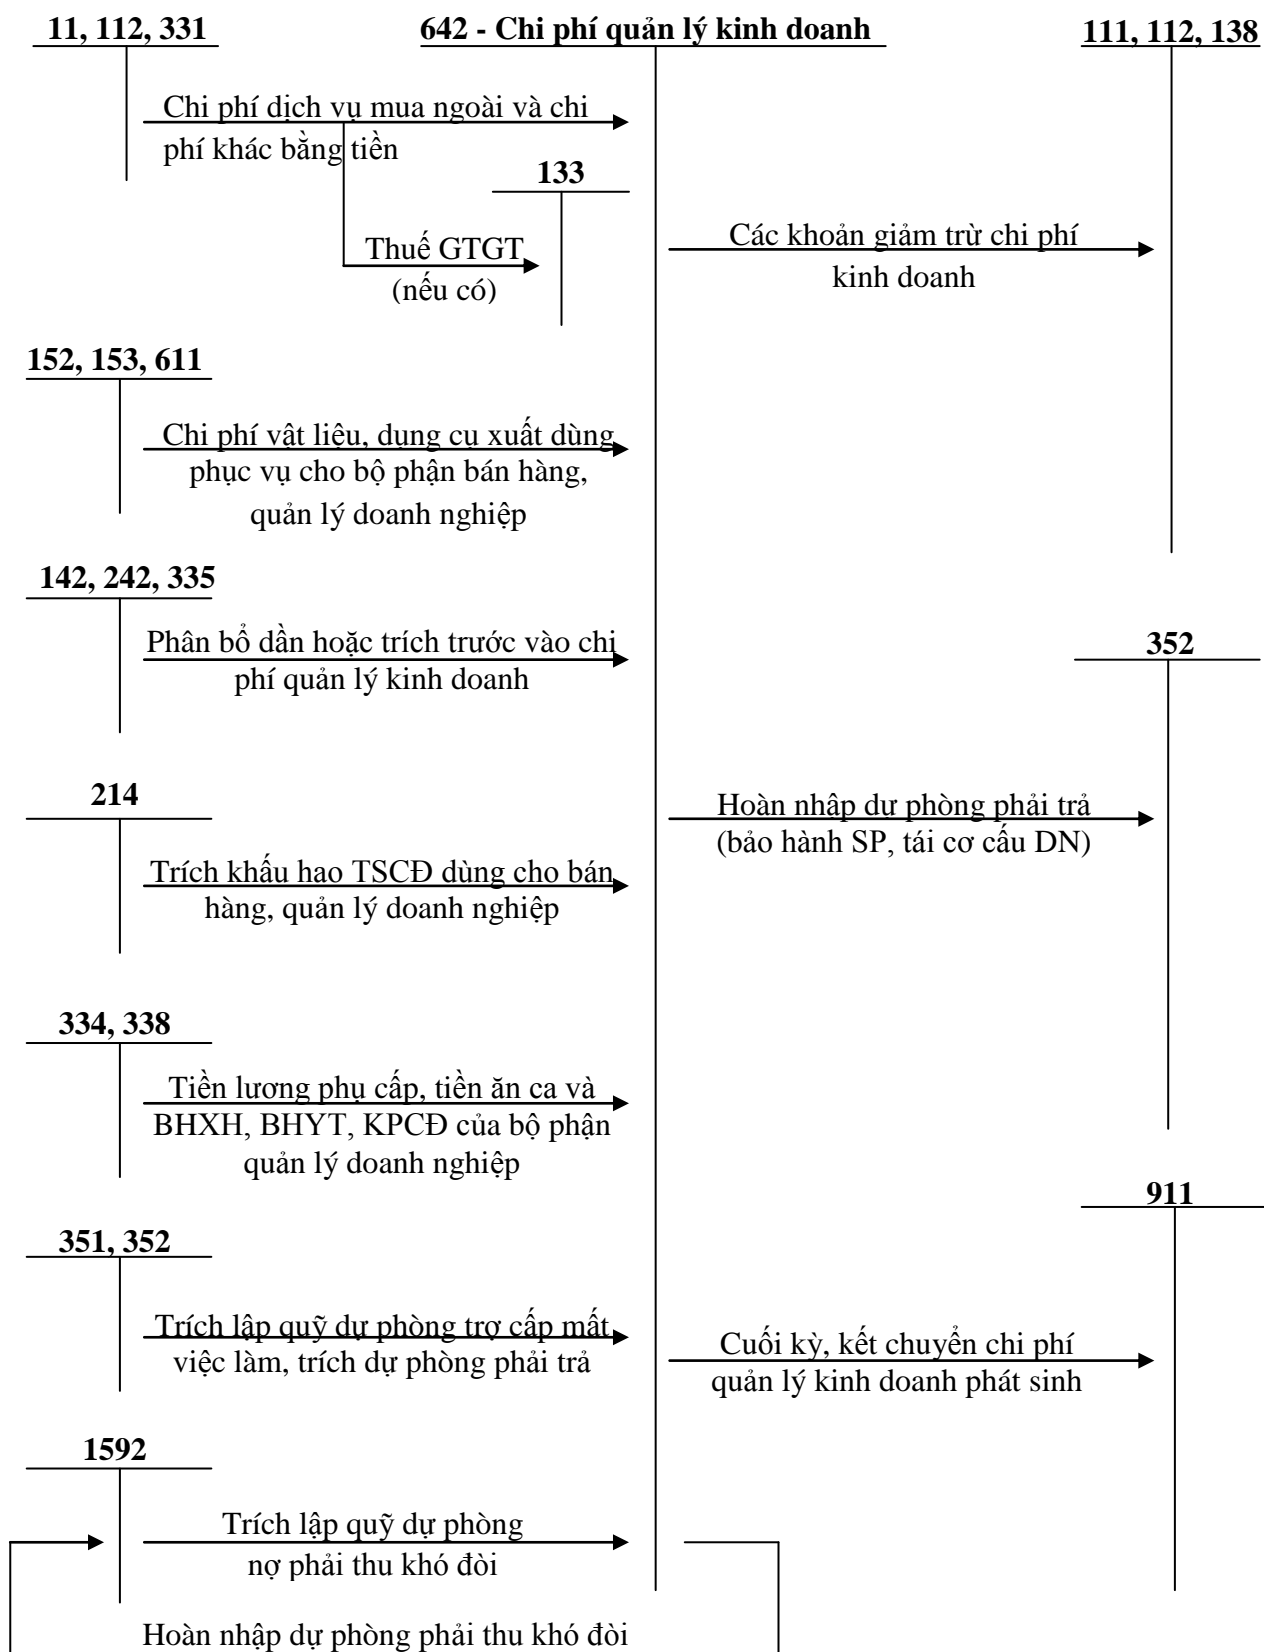 11, 112, 331
642 - Chi phí quản lý kinh doanh
111, 112, 138
Chi phí dịch vụ mua ngoài và chi
phí khác bằng tiền
133
Thuế GTGT
(nếu có)
Các khoản giảm trừ chi phí
kinh doanh
152, 153, 611
Chi phí vật liệu, dụng cụ xuất dùng
phục vụ cho bộ phận bán hàng,
quản lý doanh nghiệp
142, 242, 335
Phân bổ dần hoặc trích trước vào chi
phí quản lý kinh doanh
352
214
Hoàn nhập dự phòng phải trả
(bảo hành SP, tái cơ cấu DN)
Trích khấu hao TSCĐ dùng cho bán
hàng, quản lý doanh nghiệp
334, 338
Tiền lương phụ cấp, tiền ăn ca và
BHXH, BHYT, KPCĐ của bộ phận
quản lý doanh nghiệp
911
351, 352
Trích lập quỹ dự phòng trợ cấp mất
việc làm, trích dự phòng phải trả
Cuối kỳ, kết chuyển chi phí
quản lý kinh doanh phát sinh
1592
Trích lập quỹ dự phòng
nợ phải thu khó đòi
Hoàn nhập dự phòng phải thu khó đòi